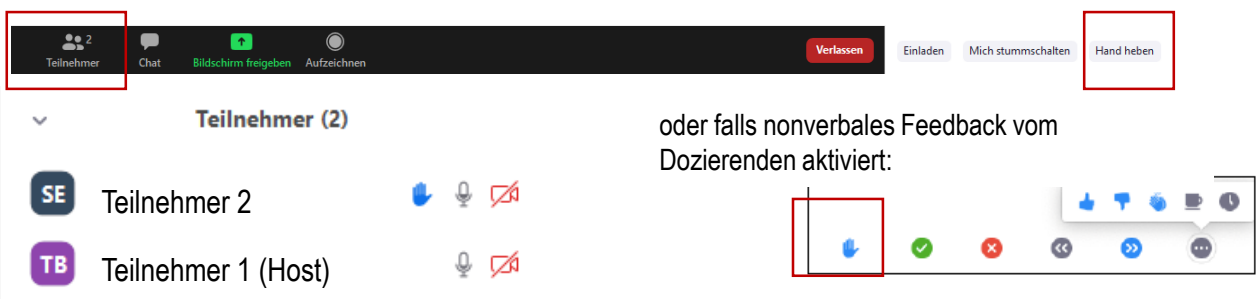 2
Teilnehmer Chat Bildschirm freigeben Aufzeichnen Verlassen Einladen Mich stummschalten Hand heben
Teilnehmer (2)
oder falls nonverbales Feedback vom
Dozierenden aktiviert:
SE Teilnehmer 2
TB Teilnehmer 1 (Host)